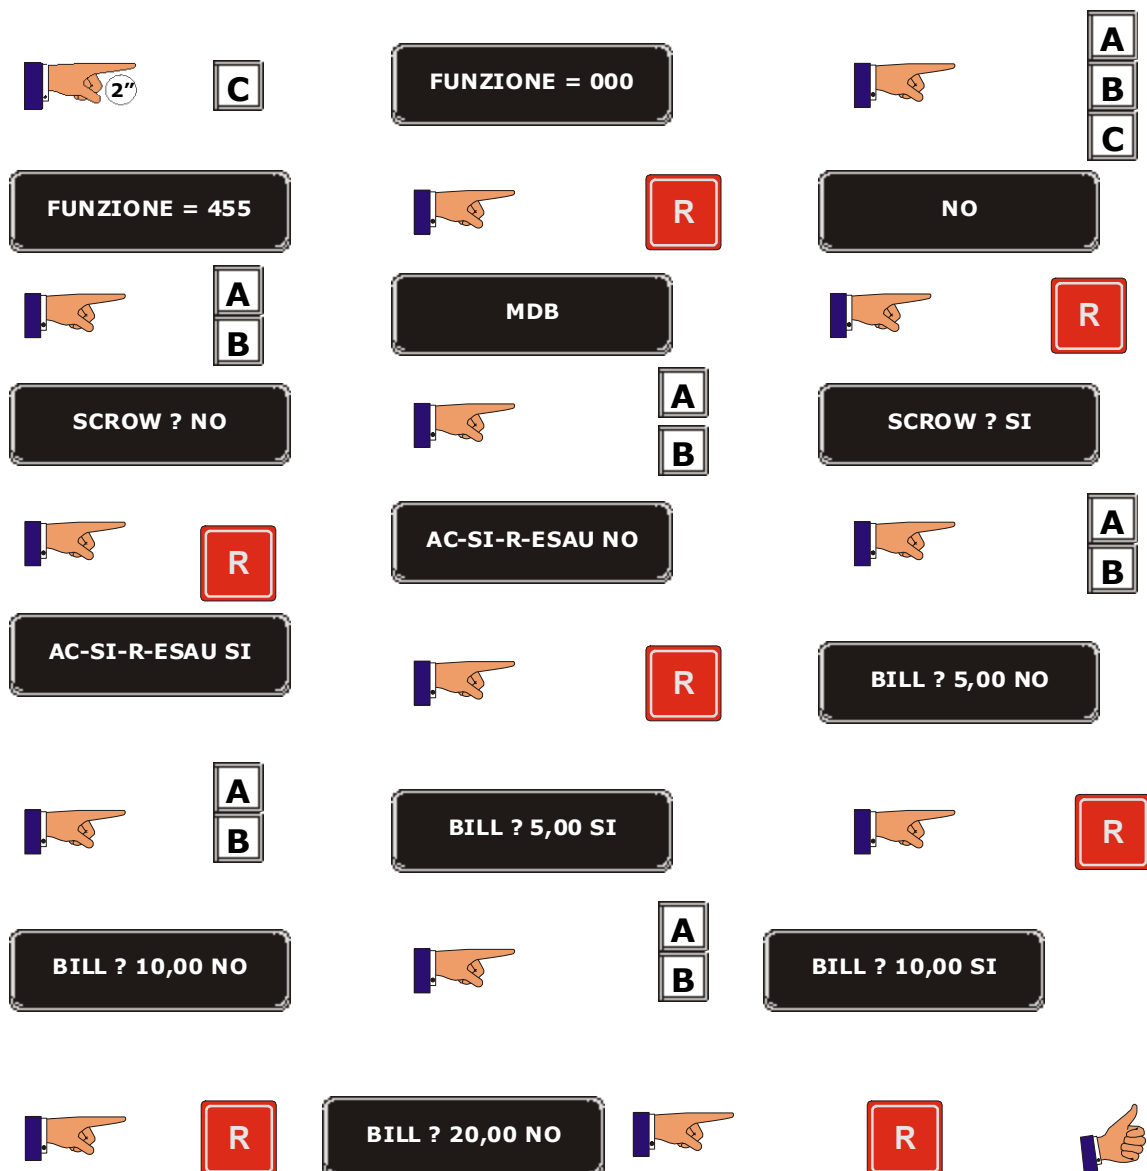 2”
C
FUNZIONE = 000
A
B
C
FUNZIONE = 455
R
NO
A
B
MDB
R
SCROW ? NO
A
B
SCROW ? SI
R
AC-SI-R-ESAU NO
A
B
AC-SI-R-ESAU SI
R
BILL ? 5,00 NO
A
B
BILL ? 5,00 SI
R
BILL ? 10,00 NO
A
B
BILL ? 10,00 SI
R
BILL ? 20,00 NO
R